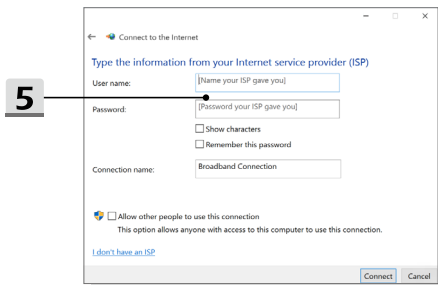 Connect to the Internet
Type the information from your Internet service provider (ISP)
User name:
[Name your ISP gave you]
5
Password:
[Password your ISP gave you]
Show characters
Remember this password
Connection name:
Broadband Connection
Allow other people to use this connection
This option allows anyone with access to this computer to use this connection.
I don't have an ISP
Connect
Cancel